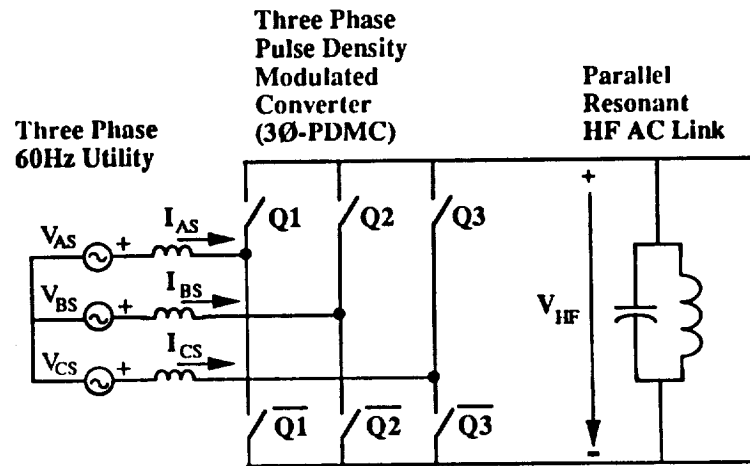 Three Phase
Pulse Density
Modulated
Converter
(3Ø-PDMC)
Parallel
Resonant
HF AC Link
Three Phase
60Hz Utility
V_AS + I_AS
V_BS + I_BS
V_CS + I_CS
Q1 Q2 Q3
+
V_HF
-
Q̅1̅ Q̅2̅ Q̅3̅